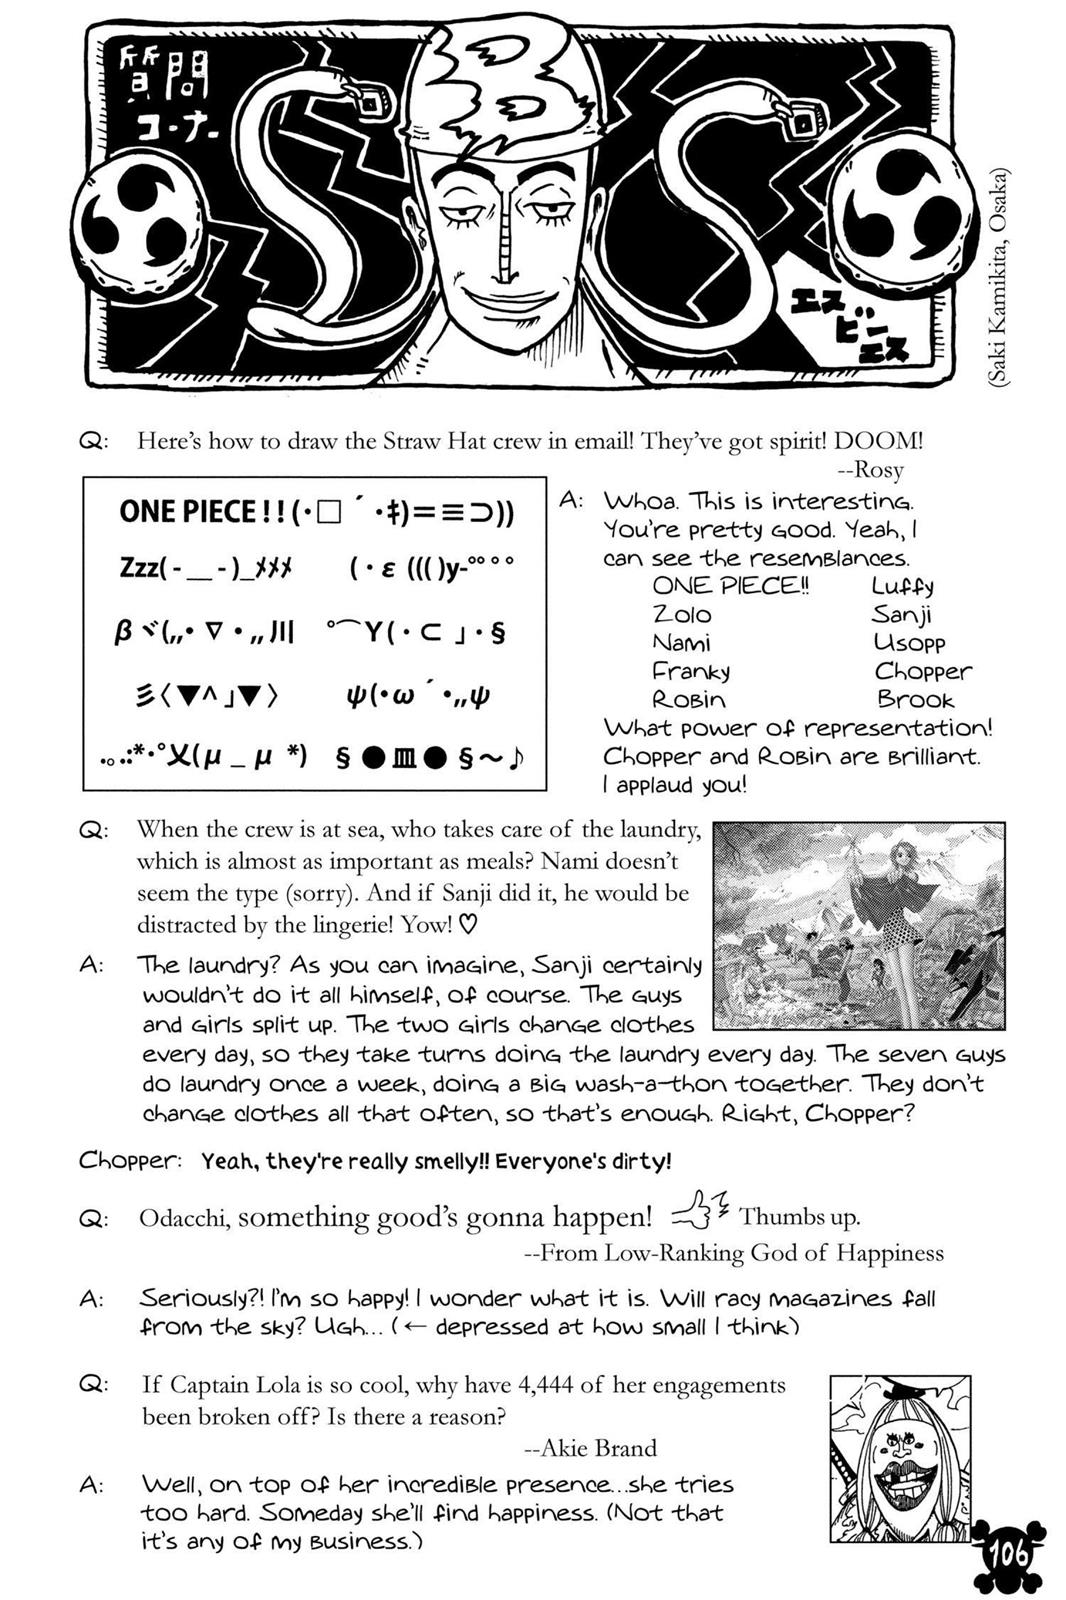 質問
コーナー
エス
ビー
エス
(Saki Kamikita, Osaka)
Q: Here's how to draw the Straw Hat crew in email! They've got spirit! DOOM!
--Rosy
ONE PIECE!!(・□ ´ ・ｷ)＝≡⊃))
Zzz( - __ - )_ﾒﾒﾒ
( ・ ε ((( )y-°° ° °
β ヾ(„• ∇ • „ 川
°⌒Y( • ⊂ 」• §
彡〈 ▼^ 」▼ 〉
ψ(•ω ´ •„ψ
•｡ .::*•°乂( μ _ μ *)
§ ● 皿 ● §～♪
A: Whoa. This is interesting.
You're pretty good. Yeah, I
can see the resemblances.
ONE PIECE!! Luffy
Zolo Sanji
Nami Usopp
Franky Chopper
Robin Brook
What power of representation!
Chopper and Robin are brilliant.
I applaud you!
Q: When the crew is at sea, who takes care of the laundry,
which is almost as important as meals? Nami doesn't
seem the type (sorry). And if Sanji did it, he would be
distracted by the lingerie! Yow! ♡
A: The laundry? As you can imagine, Sanji certainly
wouldn't do it all himself, of course. The guys
and girls split up. The two girls change clothes
every day, so they take turns doing the laundry every day. The seven guys
do laundry once a week, doing a big wash-a-thon together. They don't
change clothes all that often, so that's enough. Right, Chopper?
Chopper: Yeah, they're really smelly!! Everyone's dirty!
Q: Odacchi, something good's gonna happen! Thumbs up.
--From Low-Ranking God of Happiness
A: Seriously?! I'm so happy! I wonder what it is. Will racy magazines fall
from the sky? Ugh... (← depressed at how small I think)
Q: If Captain Lola is so cool, why have 4,444 of her engagements
been broken off? Is there a reason?
--Akie Brand
A: Well, on top of her incredible presence...she tries
too hard. Someday she'll find happiness. (Not that
it's any of my business.)
106